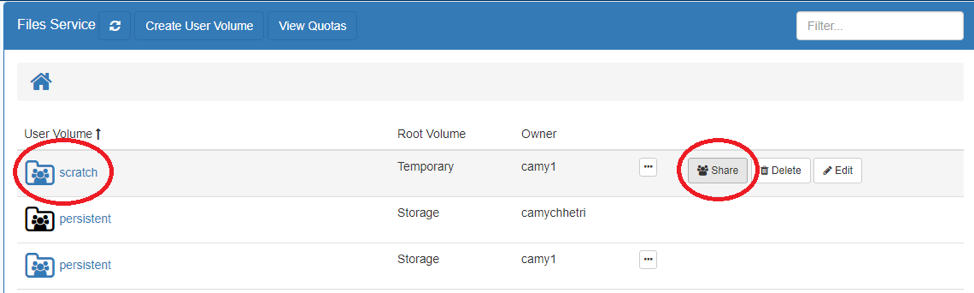 Files Service Create User Volume View Quotas Filter...
User Volume Root Volume Owner
scratch Temporary camy1 ... Share Delete Edit
persistent Storage camychhetri
persistent Storage camy1 ...